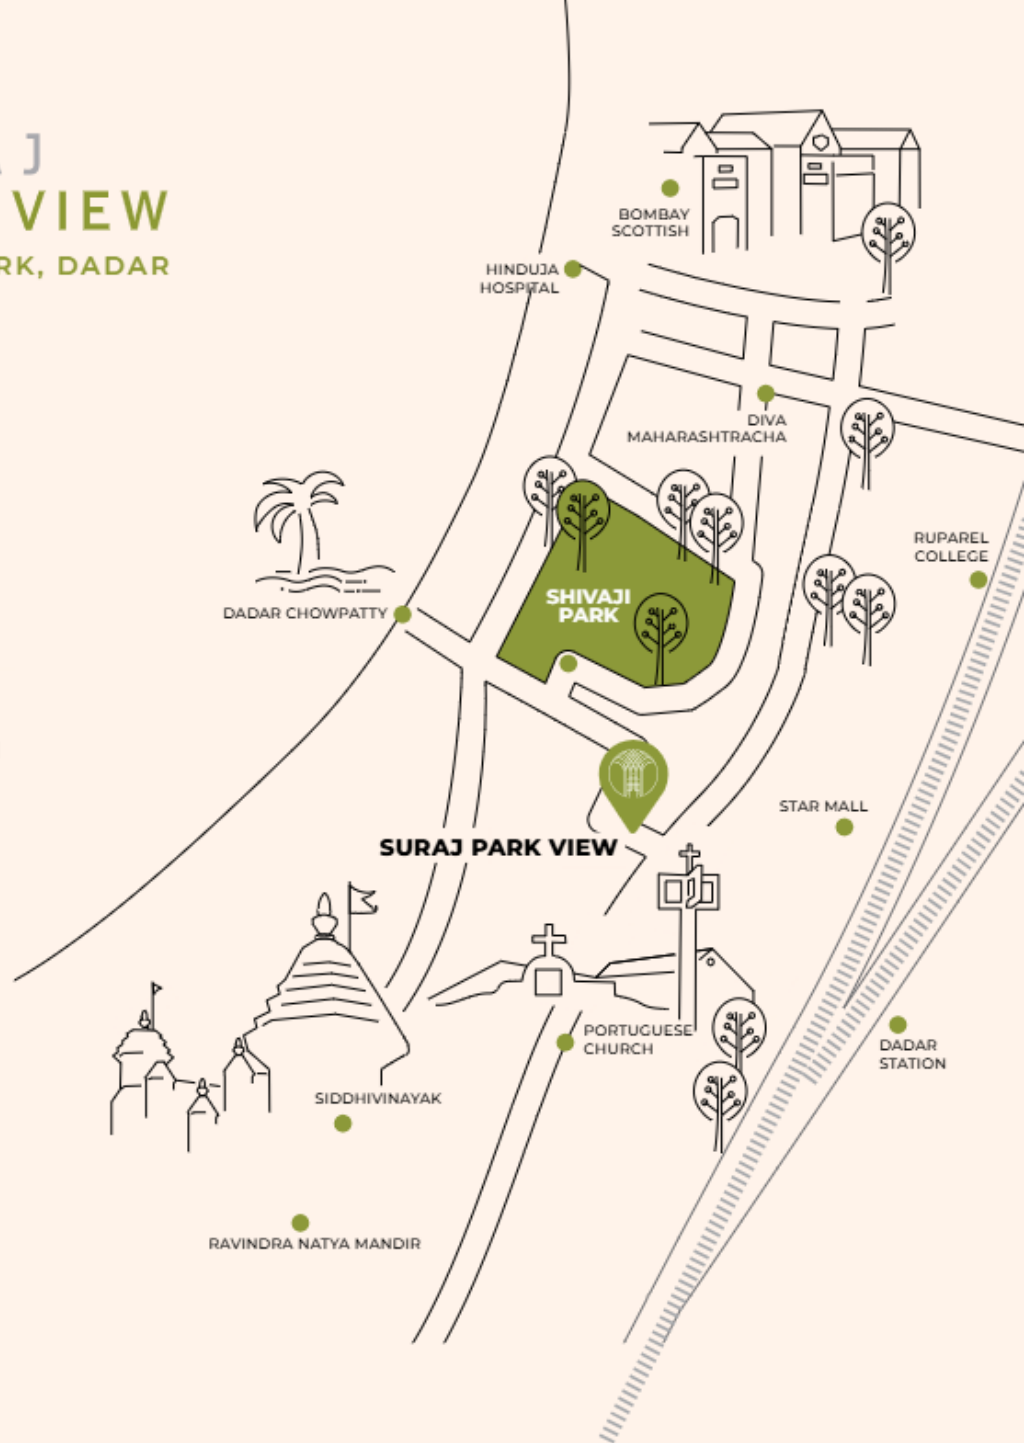 J
VIEW
RK, DADAR
BOMBAY
SCOTTISH
HINDUJA
HOSPITAL
DIVA
MAHARASHTRACHA
RUPAREL
COLLEGE
SHIVAJI
PARK
DADAR CHOWPATTY
STAR MALL
SURAJ PARK VIEW
PORTUGUESE
CHURCH
DADAR
STATION
SIDDHIVINAYAK
RAVINDRA NATYA MANDIR